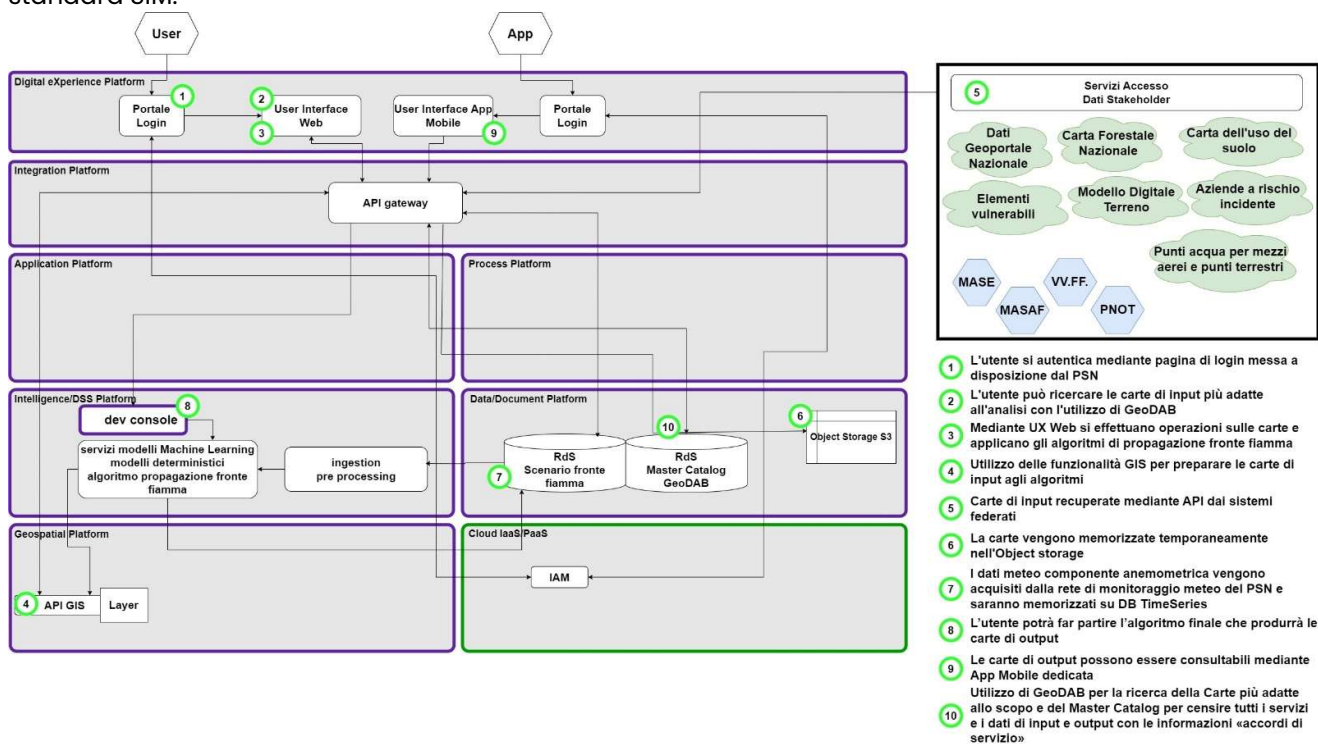 standard SIM.
User
App
Digital eXperience Platform
Portale
Login
1
2
User Interface
Web
3
User Interface App
Mobile
9
Portale
Login
Integration Platform
API gateway
Application Platform
Process Platform
Intelligence/DSS Platform
8
dev console
servizi modelli Machine Learning
modelli deterministici
algoritmo propagazione fronte
fiamma
ingestion
pre processing
Data/Document Platform
10
6
Object Storage S3
RdS
Scenario fronte
fiamma
7
RdS
Master Catalog
GeoDAB
Geospatial Platform
4
API GIS
Layer
Cloud IaaS/PaaS
IAM
5
Servizi Accesso
Dati Stakeholder
Dati
Geoportale
Nazionale
Carta Forestale
Nazionale
Carta dell'uso del
suolo
Elementi
vulnerabili
Modello Digitale
Terreno
Aziende a rischio
incidente
Punti acqua per mezzi
aerei e punti terrestri
MASE
MASAF
VV.FF.
PNOT
1
L'utente si autentica mediante pagina di login messa a
disposizione dal PSN
2
L'utente può ricercare le carte di input più adatte
all'analisi con l'utilizzo di GeoDAB
3
Mediante UX Web si effettuano operazioni sulle carte e
applicano gli algoritmi di propagazione fronte fiamma
4
Utilizzo delle funzionalità GIS per preparare le carte di
input agli algoritmi
5
Carte di input recuperate mediante API dai sistemi
federati
6
La carte vengono memorizzate temporaneamente
nell'Object storage
7
I dati meteo componente anemometrica vengono
acquisiti dalla rete di monitoraggio meteo del PSN e
saranno memorizzati su DB TimeSeries
8
L'utente potrà far partire l'algoritmo finale che produrrà le
carte di output
9
Le carte di output possono essere consultabili mediante
App Mobile dedicata
10
Utilizzo di GeoDAB per la ricerca della Carte più adatte
allo scopo e del Master Catalog per censire tutti i servizi
e i dati di input e output con le informazioni «accordi di
servizio»